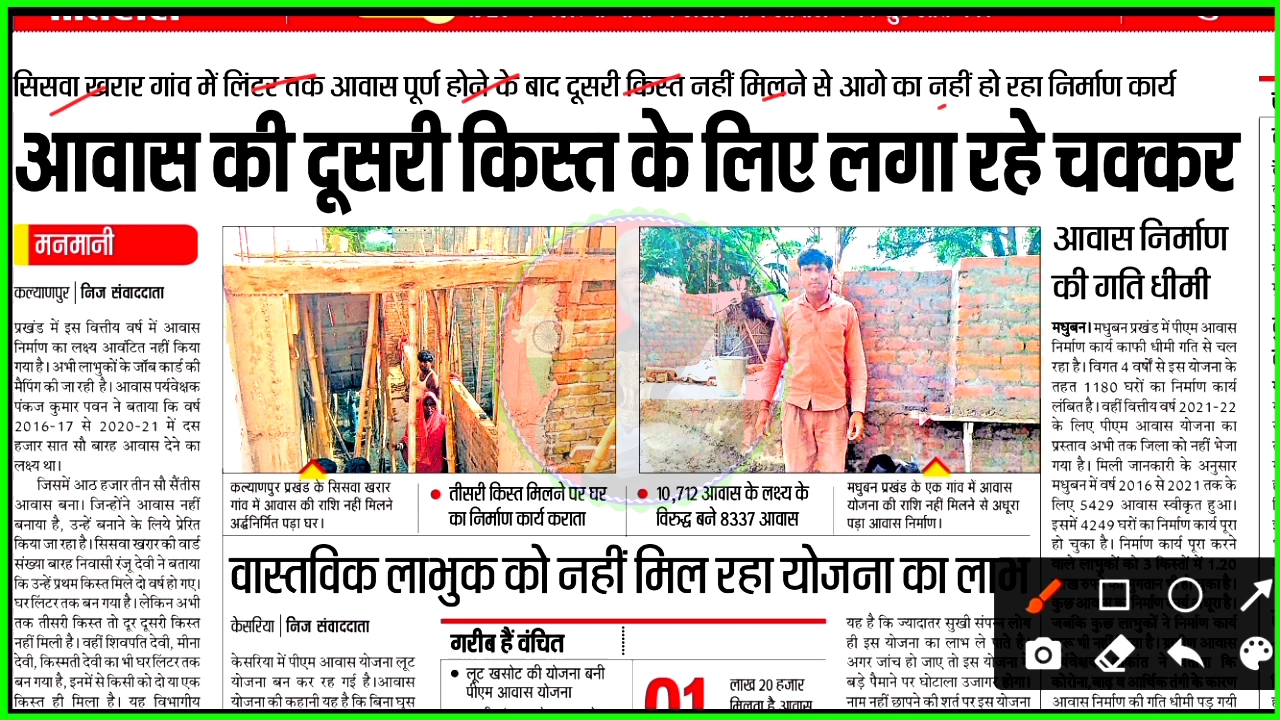 सिसवा खरार गांव में लिंटर तक आवास पूर्ण होने के बाद दूसरी किस्त नहीं मिलने से आगे का नहीं हो रहा निर्माण कार्य
आवास की दूसरी किस्त के लिए लगा रहे चक्कर
मनमानी
कल्याणपुर | निज संवाददाता
प्रखंड में इस वित्तीय वर्ष में आवास
निर्माण का लक्ष्य आवंटित नहीं किया
गया है। अभी लाभुकों के जॉब कार्ड की
मैपिंग की जा रही है। आवास पर्यवेक्षक
पंकज कुमार पवन ने बताया कि वर्ष
2016-17 से 2020-21 में दस
हजार सात सौ बारह आवास देने का
लक्ष्य था।
जिसमें आठ हजार तीन सौ सैंतीस
आवास बना। जिन्होंने आवास नहीं
बनाया है, उन्हें बनाने के लिये प्रेरित
किया जा रहा है। सिसवा खरार की वार्ड
संख्या बारह निवासी रंजू देवी ने बताया
कि उन्हें प्रथम किस्त मिले दो वर्ष हो गए।
घर लिंटर तक बन गया है। लेकिन अभी
तक तीसरी किस्त तो दूर दूसरी किस्त
नहीं मिली है। वहीं शिवपति देवी, मीना
देवी, किस्मती देवी का भी घर लिंटर तक
बन गया है, इनमें से किसी को दो या एक
किस्त ही मिला है। यह विभागीय
कल्याणपुर प्रखंड के सिसवा खरार
गांव में आवास की राशि नहीं मिलने
अर्द्धनिर्मित पड़ा घर।
● तीसरी किस्त मिलने पर घर
का निर्माण कार्य कराता
● 10,712 आवास के लक्ष्य के
विरुद्ध बने 8337 आवास
मधुबन प्रखंड के एक गांव में आवास
योजना की राशि नहीं मिलने से अधूरा
पड़ा आवास निर्माण।
वास्तविक लाभुक को नहीं मिल रहा योजना का लाभ
केसरिया | निज संवाददाता
केसरिया में पीएम आवास योजना लूट
योजना बन कर रह गई है।आवास
योजना की कहानी यह है कि बिना घूस
गरीब हैं वंचित
● लूट खसोट की योजना बनी
पीएम आवास योजना
01
लाख 20 हजार
मिलता है आवास
यह है कि ज्यादातर सुखी संपन्न लोग
ही इस योजना का लाभ ले पाते है।
अगर जांच हो जाए तो इस योजना में
बड़े पैमाने पर घोटाला उजागर होगा।
नाम नहीं छापने की शर्त पर इस योजना
आवास निर्माण
की गति धीमी
मधुबन। मधुबन प्रखंड में पीएम आवास
निर्माण कार्य काफी धीमी गति से चल
रहा है। विगत 4 वर्षों से इस योजना के
तहत 1180 घरों का निर्माण कार्य
लंबित है। वहीं वित्तीय वर्ष 2021-22
के लिए पीएम आवास योजना का
प्रस्ताव अभी तक जिला को नहीं भेजा
गया है। मिली जानकारी के अनुसार
मधुबन में वर्ष 2016 से 2021 तक के
लिए 5429 आवास स्वीकृत हुआ।
इसमें 4249 घरों का निर्माण कार्य पूरा
हो चुका है। निर्माण कार्य पूरा करने
वाले लाभुकों को 3 किस्तों में 1.20
आवास निर्माण की गति धीमी पड़ गयी